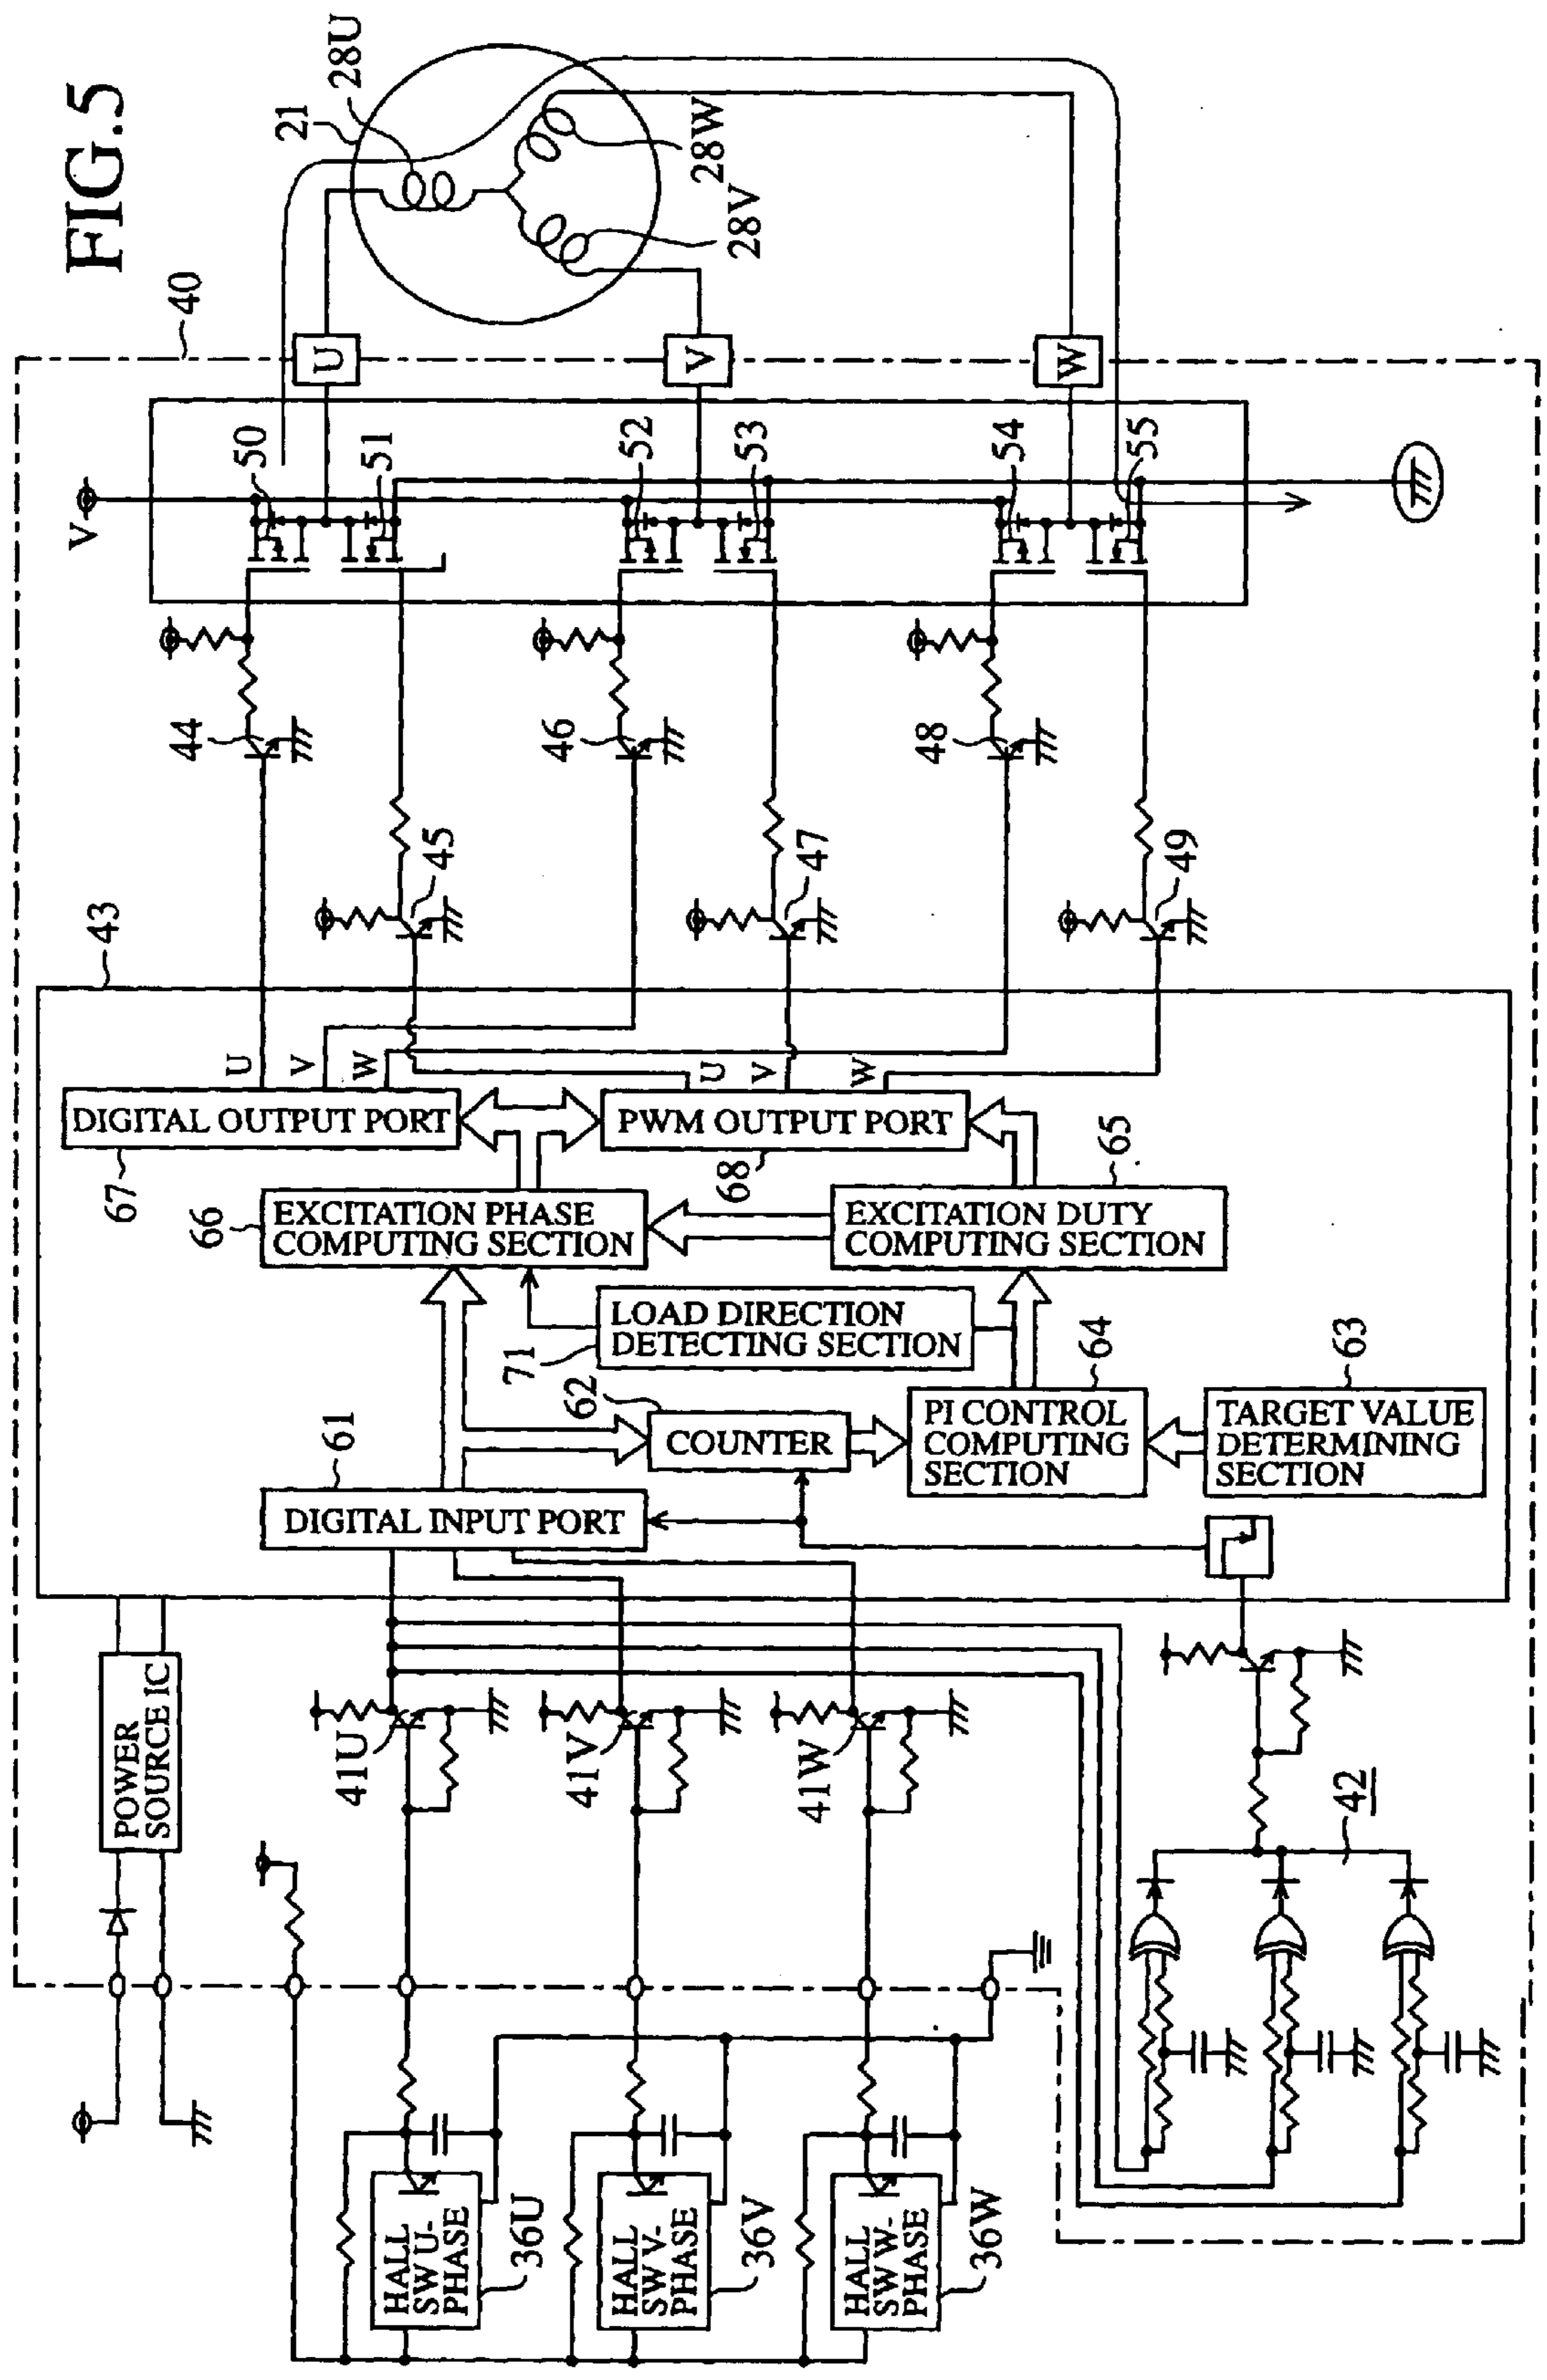 FIG.5
40
21
28U
28W
28V
U
V
W
V
50
51
52
53
54
55
44
45
46
47
48
49
43
U
V
W
U
V
W
DIGITAL OUTPUT PORT
67
PWM OUTPUT PORT
68
EXCITATION PHASE
COMPUTING SECTION
66
EXCITATION DUTY
COMPUTING SECTION
65
LOAD DIRECTION
DETECTING SECTION
71
COUNTER
62
PI CONTROL
COMPUTING
SECTION
64
TARGET VALUE
DETERMINING
SECTION
63
DIGITAL INPUT PORT
61
POWER
SOURCE IC
41U
41V
41W
42
HALL
SW U-
PHASE
36U
HALL
SW V-
PHASE
36V
HALL
SW W-
PHASE
36W